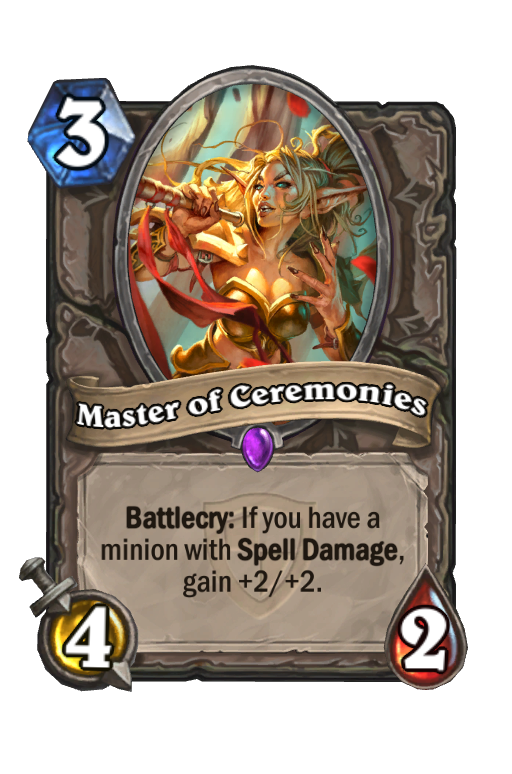 3
Master of Ceremonies
Battlecry: If you have a
minion with Spell Damage,
gain +2/+2.
4
2